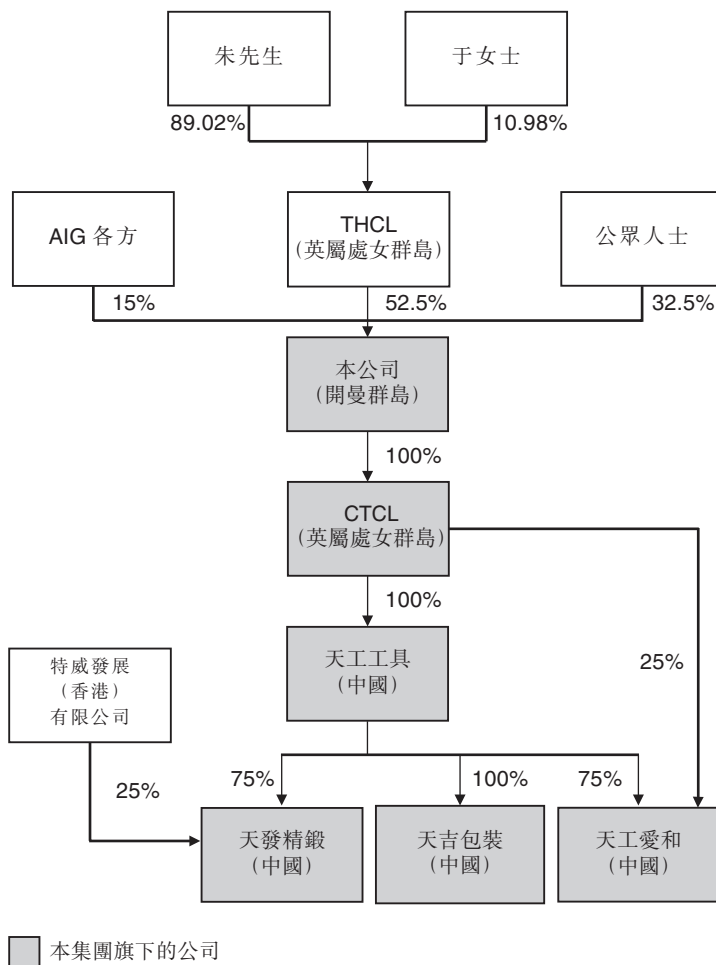 朱先生
于女士
89.02%
10.98%
AIG 各方
THCL
(英屬處女群島)
公眾人士
15%
52.5%
32.5%
本公司
(開曼群島)
100%
CTCL
(英屬處女群島)
100%
特威發展
(香港)
有限公司
天工工具
(中國)
25%
25%
75%
100%
75%
天發精鍛
(中國)
天吉包裝
(中國)
天工愛和
(中國)
本集團旗下的公司